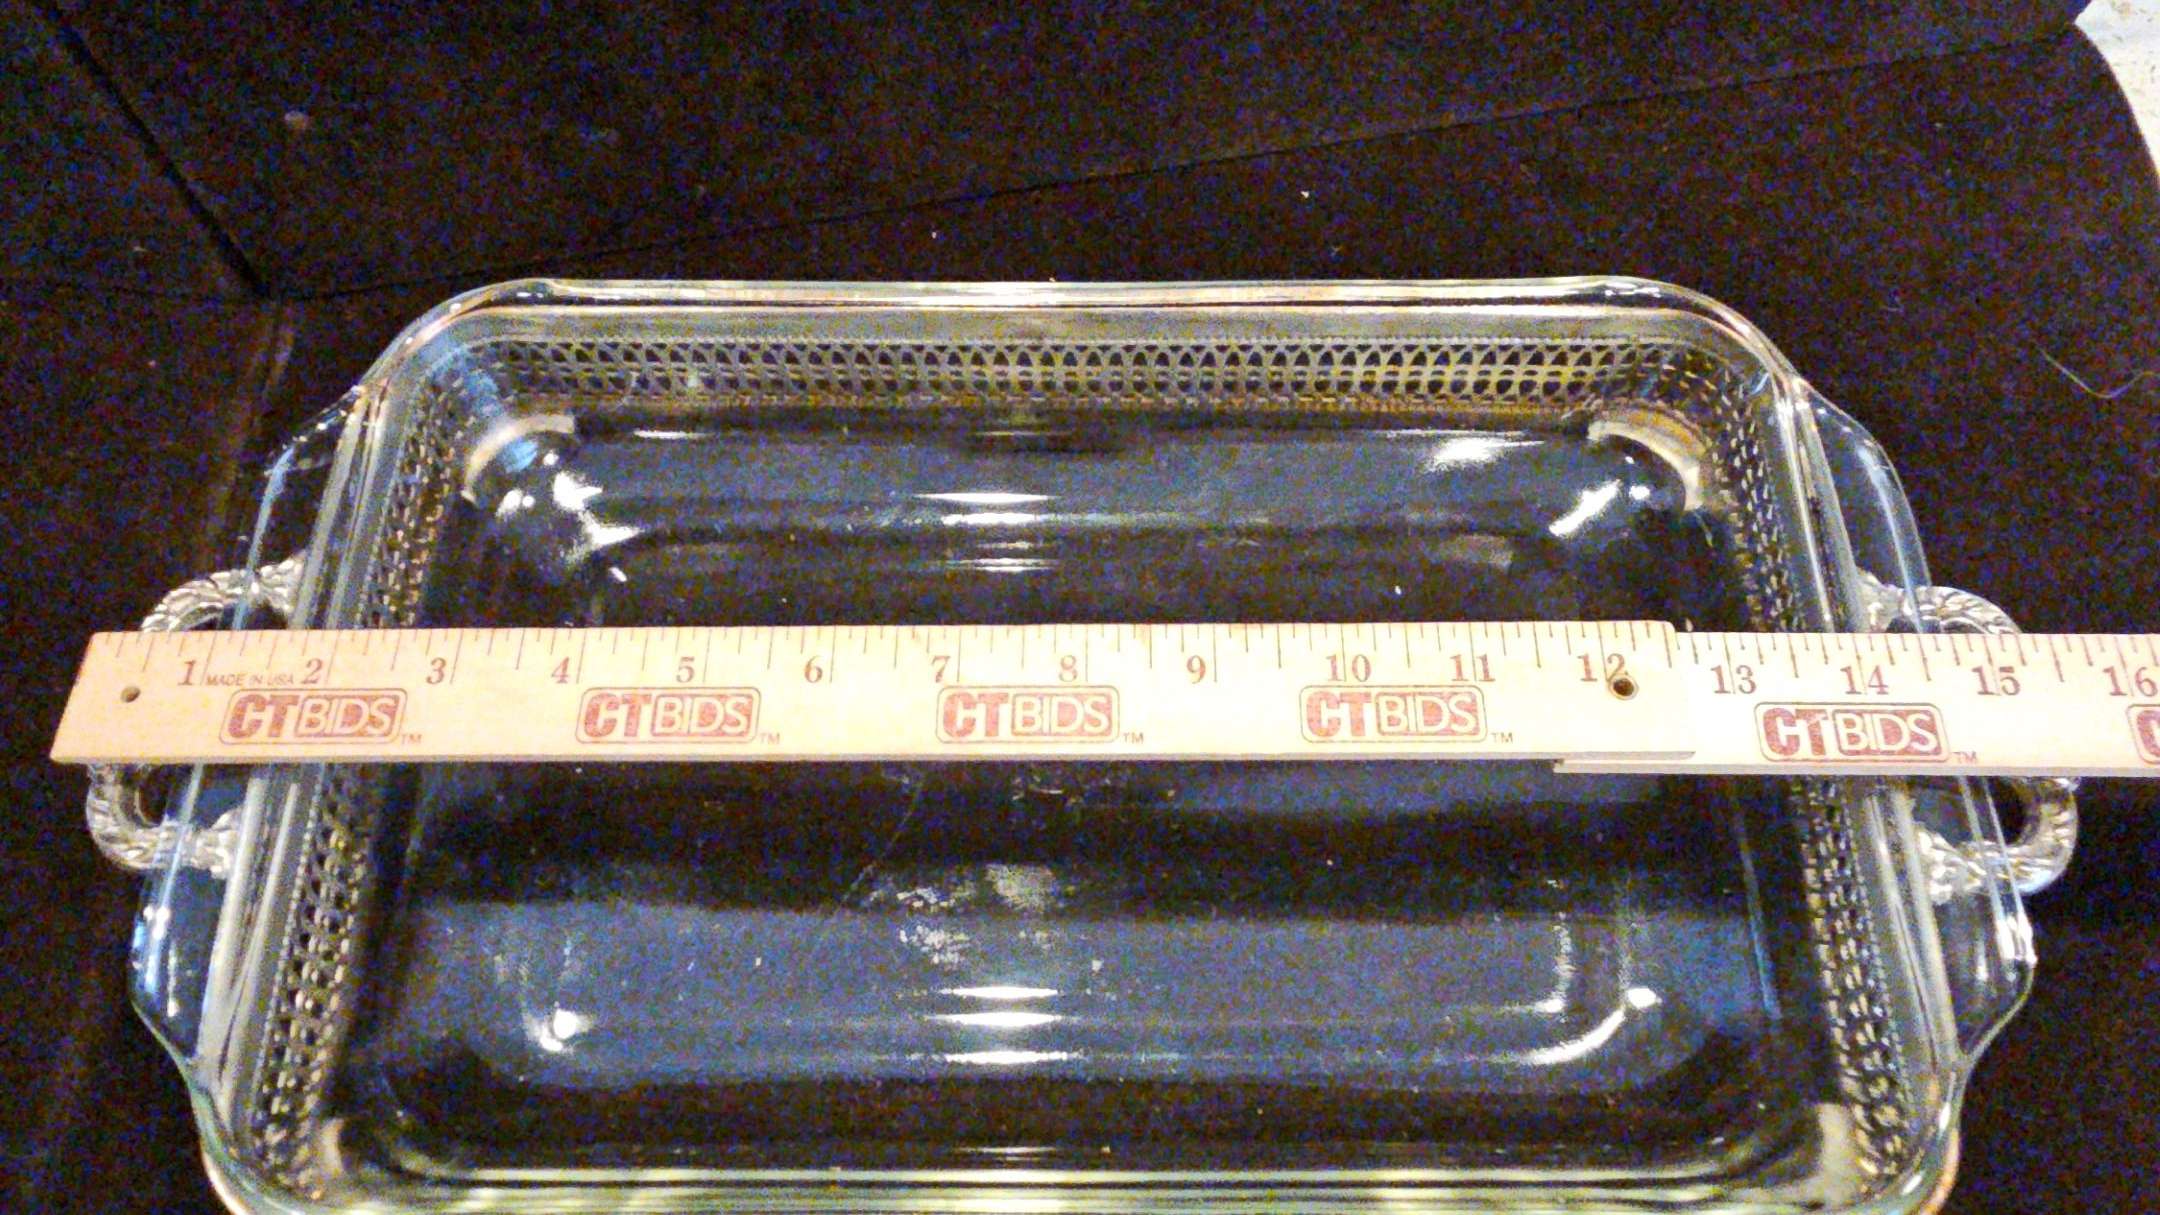 1 2 3 4 5 6 7 8 9 10 11 12 13 14 15 16
MADE IN USA
CTBIDS™ CTBIDS™ CTBIDS™ CTBIDS™ CTBIDS™